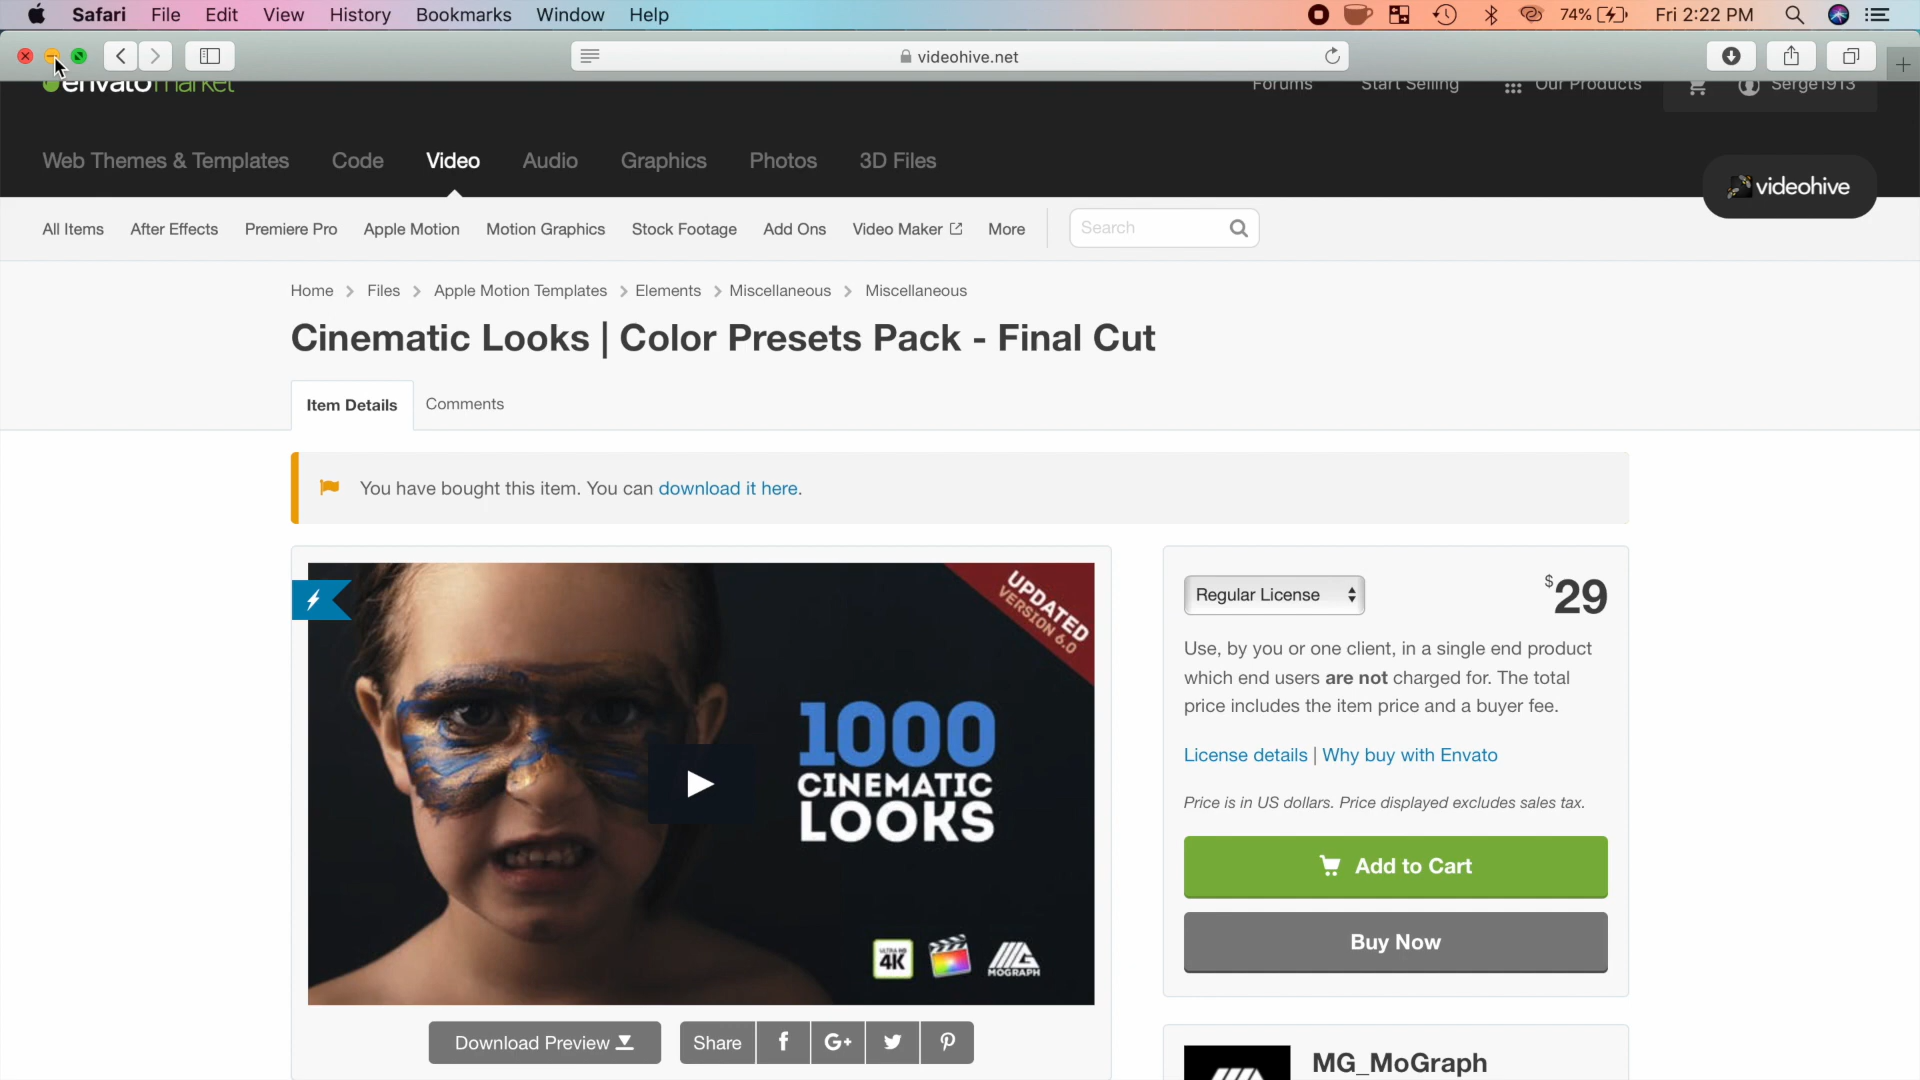 Safari File Edit View History Bookmarks Window Help 74% Fri 2:22 PM
videohive.net
envatomarket Forums Start Selling Our Products Serge1913
Web Themes & Templates Code Video Audio Graphics Photos 3D Files
videohive
All Items After Effects Premiere Pro Apple Motion Motion Graphics Stock Footage Add Ons Video Maker More Search
Home > Files > Apple Motion Templates > Elements > Miscellaneous > Miscellaneous
Cinematic Looks | Color Presets Pack - Final Cut
Item Details Comments
You have bought this item. You can download it here.
UPDATED
VERSION 6.0
1000
CINEMATIC
LOOKS
ULTRA HD
4K
MOGRAPH
Download Preview Share f G+
Regular License $29
Use, by you or one client, in a single end product
which end users are not charged for. The total
price includes the item price and a buyer fee.
License details | Why buy with Envato
Price is in US dollars. Price displayed excludes sales tax.
Add to Cart
Buy Now
MG_MoGraph